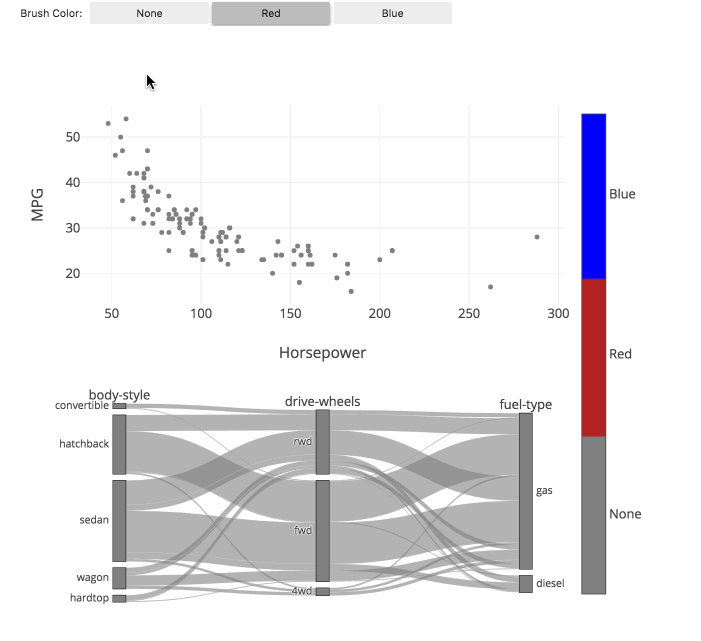 Brush Color: None Red Blue
50
40
30
20
MPG
50 100 150 200 250 300
Horsepower
Blue
Red
None
body-style
drive-wheels
fuel-type
convertible
hatchback
sedan
wagon
hardtop
rwd
fwd
4wd
gas
diesel